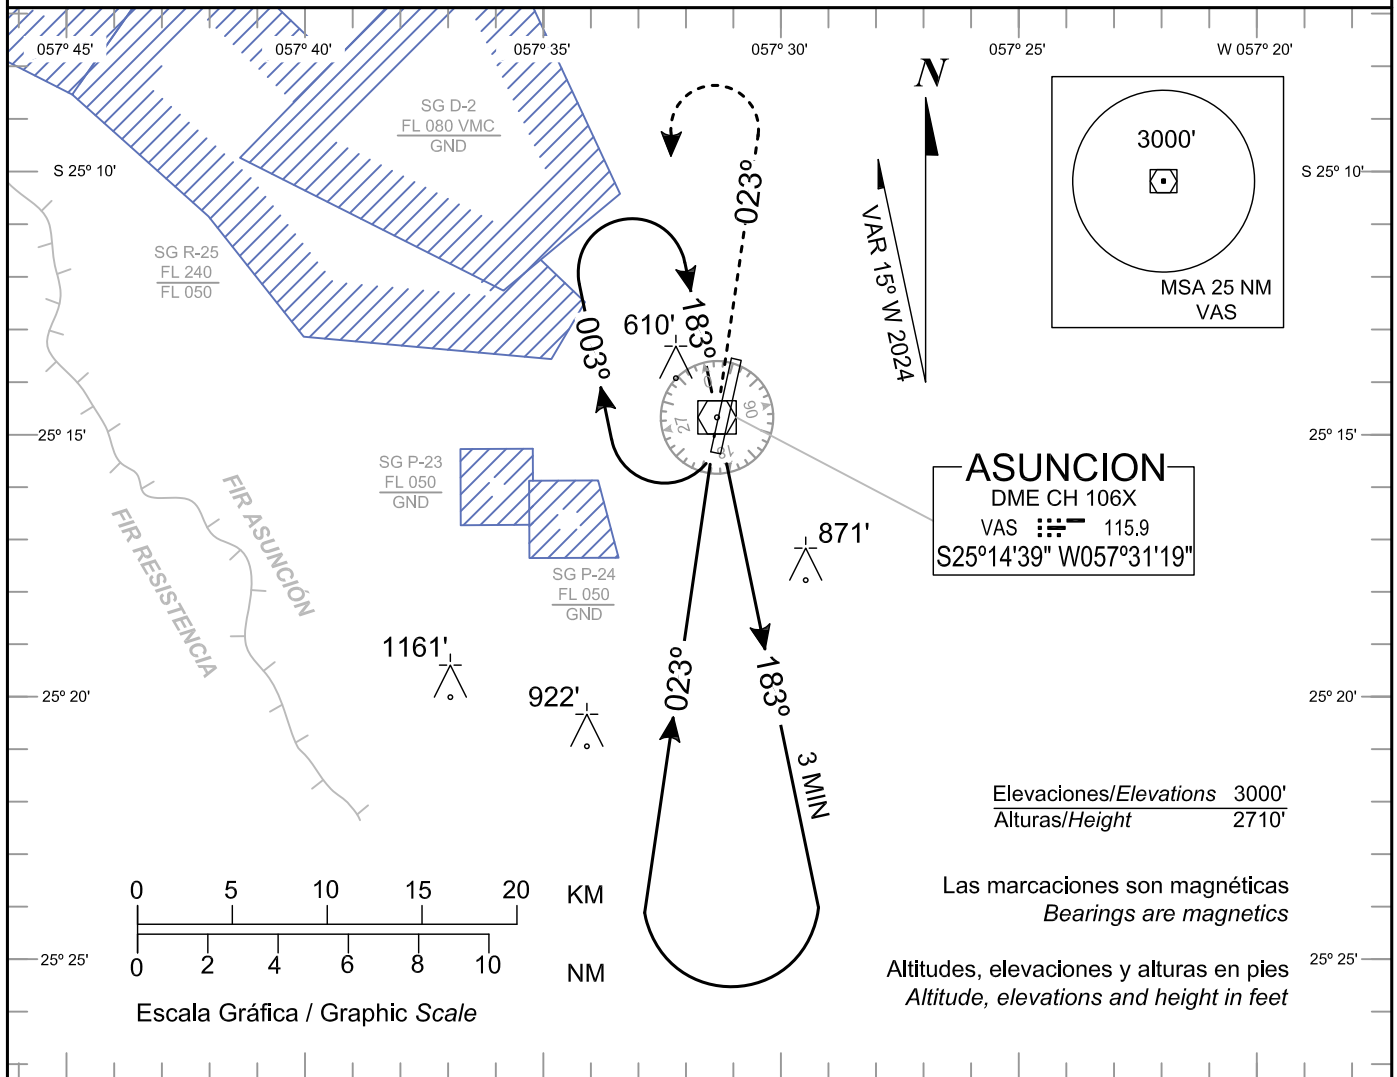 057º 45'
057º 40'
057º 35'
057º 30'
057º 25'
W 057º 20'
N
SG D-2
FL 080 VMC
GND
3000'
S 25º 10'
S 25º 10'
023º
VAR 15º W 2024
SG R-25
FL 240
FL 050
MSA 25 NM
VAS
610'
183º
003º
0
06
27
18
25º 15'
25º 15'
SG P-23
FL 050
GND
ASUNCION
DME CH 106X
VAS 115.9
S25º14'39" W057º31'19"
FIR ASUNCIÓN
FIR RESISTENCIA
871'
SG P-24
FL 050
GND
1161'
922'
023º
183º
25º 20'
25º 20'
3 MIN
Elevaciones/Elevations 3000'
Alturas/Height 2710'
0 5 10 15 20 KM
0 2 4 6 8 10 NM
Escala Gráfica / Graphic Scale
Las marcaciones son magnéticas
Bearings are magnetics
25º 25'
25º 25'
Altitudes, elevaciones y alturas en pies
Altitude, elevations and height in feet